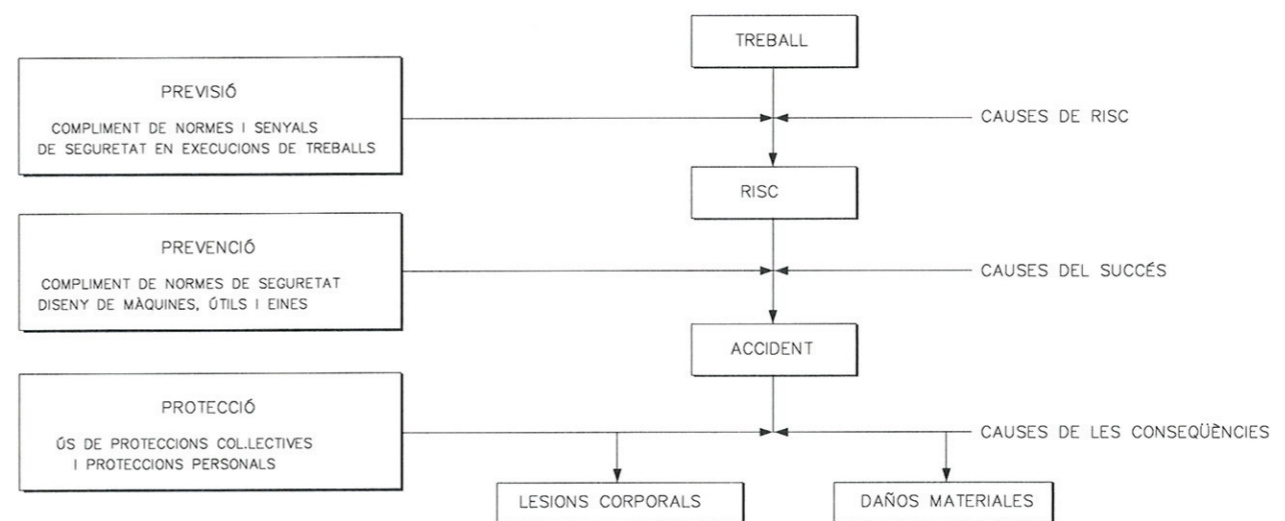 TREBALL
PREVISIÓ
COMPLIMENT DE NORMES I SENYALS
DE SEGURETAT EN EXECUCIONS DE TREBALLS
CAUSES DE RISC
RISC
PREVENCIÓ
COMPLIMENT DE NORMES DE SEGURETAT
DISENY DE MÀQUINES, ÚTILS I EINES
CAUSES DEL SUCCÉS
ACCIDENT
PROTECCIÓ
ÚS DE PROTECCIONS COL.LECTIVES
I PROTECCIONS PERSONALS
CAUSES DE LES CONSEQÜÈNCIES
LESIONS CORPORALS
DAÑOS MATERIALES